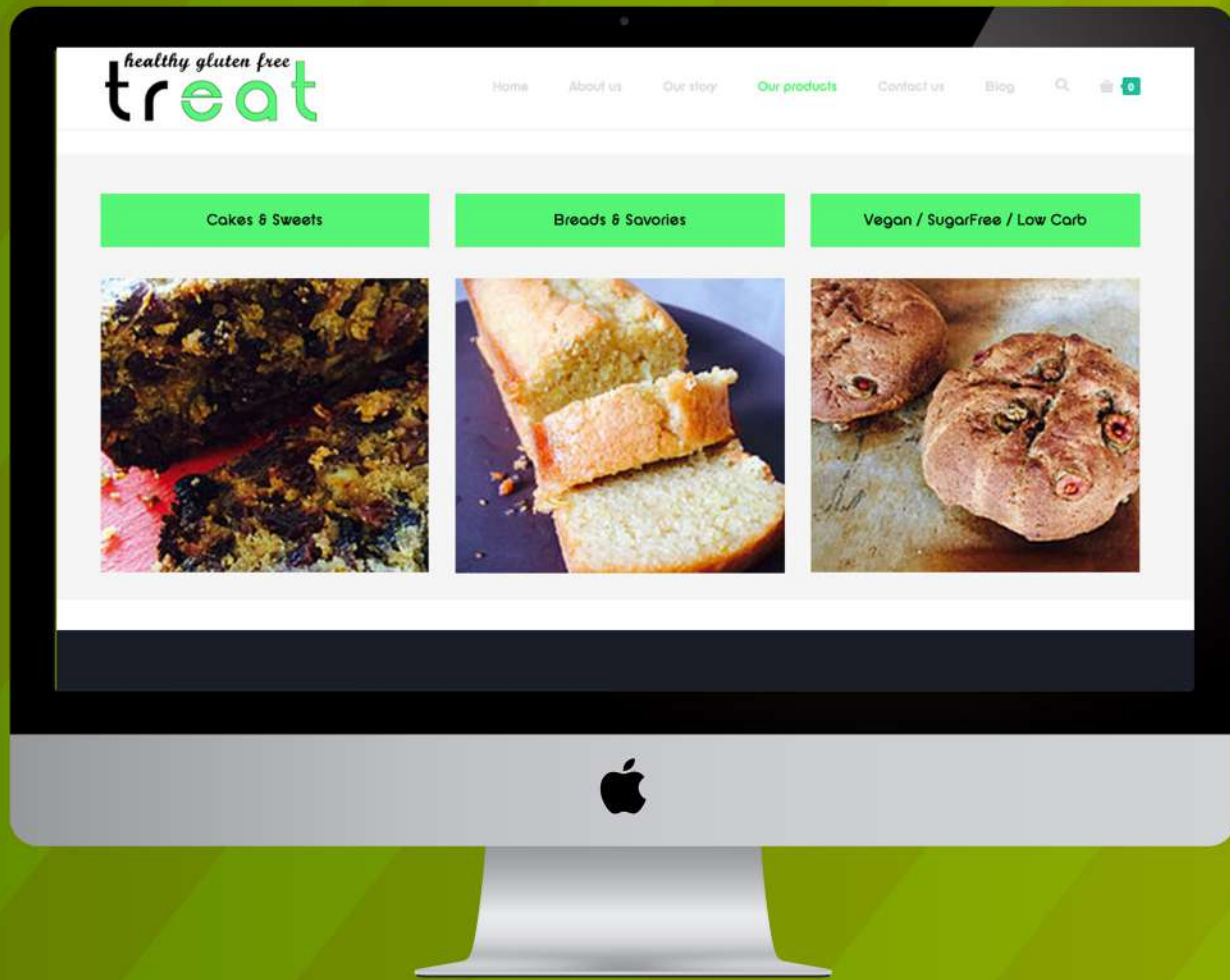 healthy gluten free
treat
Home About us Our story Our products Contact us Blog 0
Cakes & Sweets Breads & Savories Vegan / SugarFree / Low Carb